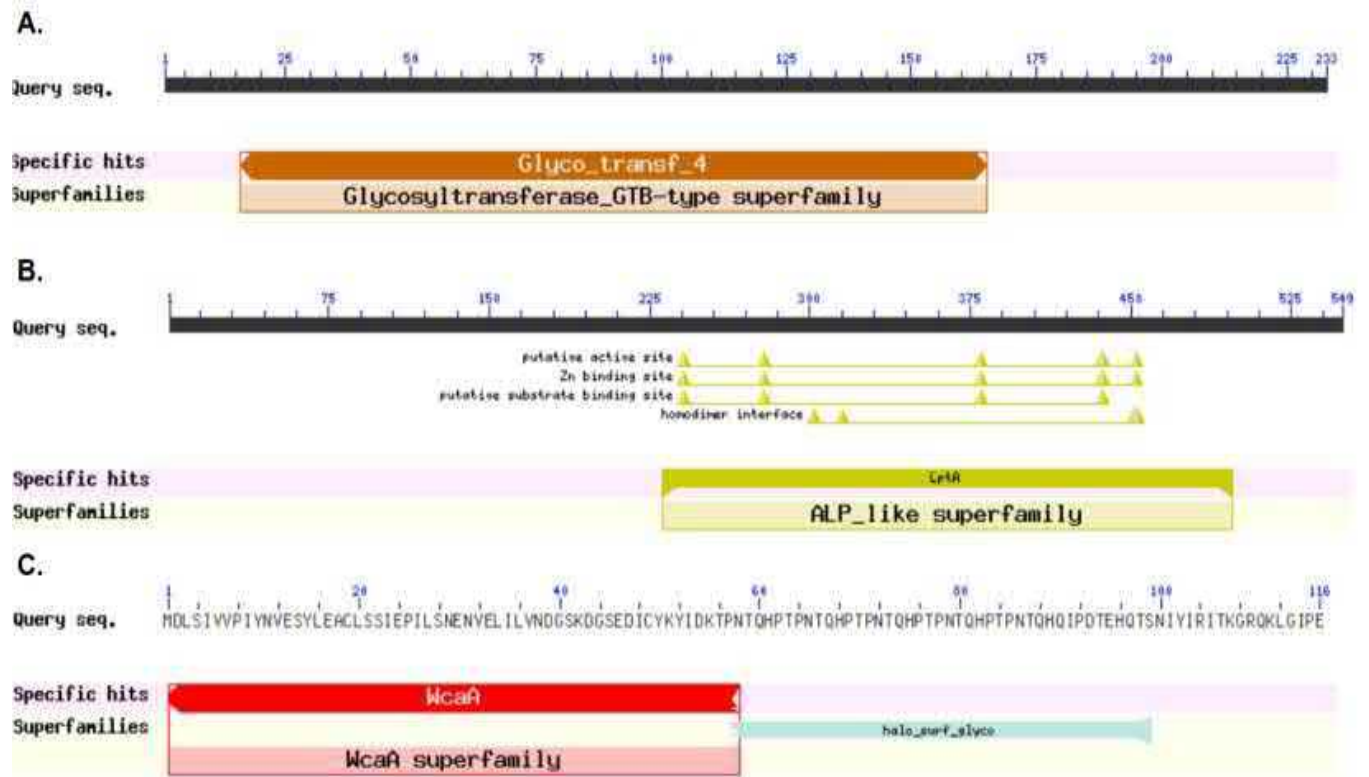 A.
1 25 50 75 100 125 150 175 200 225 233
Query seq.
Specific hits Glyco_transf_4
Superfamilies Glycosyltransferase_GTB-type superfamily
B.
1 75 150 225 300 375 450 525 549
Query seq.
putative active site
Zn binding site
putative substrate binding site
homodimer interface
Specific hits LptA
Superfamilies ALP_like superfamily
C.
1 20 40 60 80 100 116
Query seq. MDLSIVVPIYNVESYLEACLSSIEPILSNENVELILVNDGSKDGSEDICYKYIDKTPNTQHPTPNTQHPTPNTQHPTPNTQHPTPNTQHQIPDTEHQTSNIYIRITKGRQKLGIPE
Specific hits WcaA
Superfamilies halo_surf_glyco
WcaA superfamily